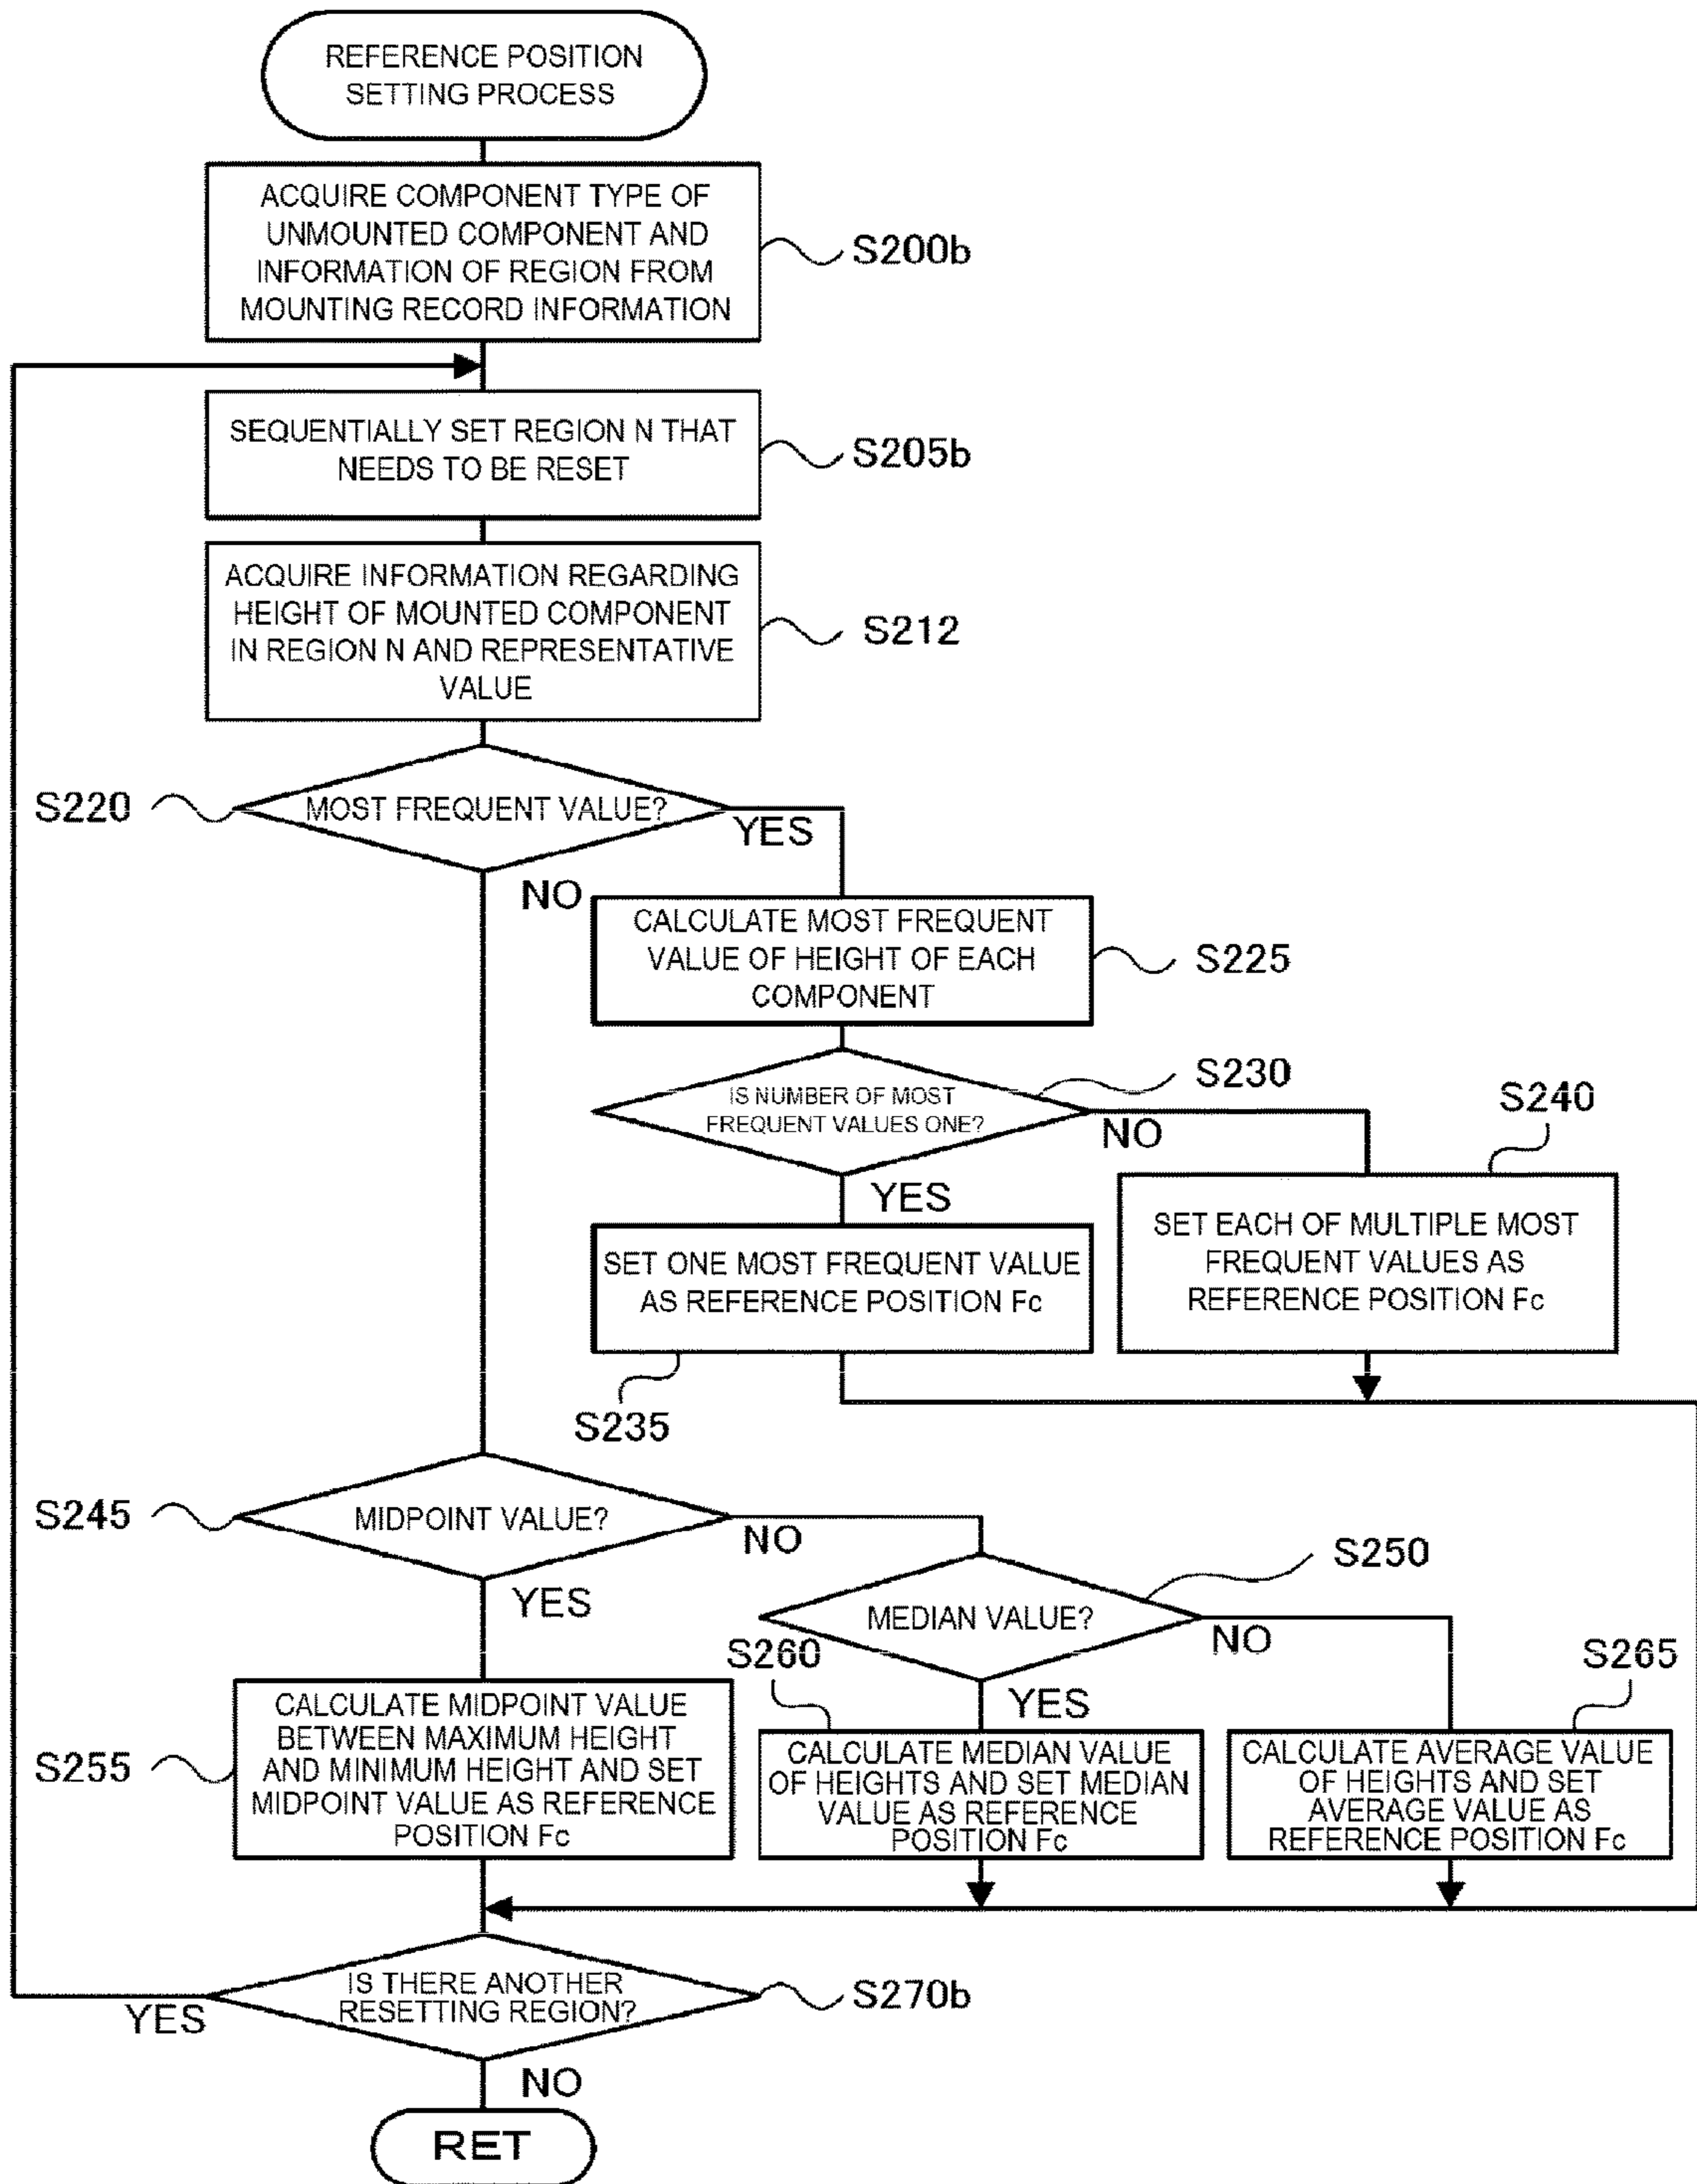 REFERENCE POSITION
SETTING PROCESS
ACQUIRE COMPONENT TYPE OF
UNMOUNTED COMPONENT AND
INFORMATION OF REGION FROM
MOUNTING RECORD INFORMATION
S200b
SEQUENTIALLY SET REGION N THAT
NEEDS TO BE RESET
S205b
ACQUIRE INFORMATION REGARDING
HEIGHT OF MOUNTED COMPONENT
IN REGION N AND REPRESENTATIVE
VALUE
S212
S220
MOST FREQUENT VALUE?
YES
NO
CALCULATE MOST FREQUENT
VALUE OF HEIGHT OF EACH
COMPONENT
S225
IS NUMBER OF MOST
FREQUENT VALUES ONE?
S230
NO
YES
S240
SET EACH OF MULTIPLE MOST
FREQUENT VALUES AS
REFERENCE POSITION Fc
SET ONE MOST FREQUENT VALUE
AS REFERENCE POSITION Fc
S235
S245
MIDPOINT VALUE?
NO
YES
S250
MEDIAN VALUE?
NO
YES
S255
CALCULATE MIDPOINT VALUE
BETWEEN MAXIMUM HEIGHT
AND MINIMUM HEIGHT AND SET
MIDPOINT VALUE AS REFERENCE
POSITION Fc
S260
CALCULATE MEDIAN VALUE
OF HEIGHTS AND SET MEDIAN
VALUE AS REFERENCE
POSITION Fc
S265
CALCULATE AVERAGE VALUE
OF HEIGHTS AND SET
AVERAGE VALUE AS
REFERENCE POSITION Fc
IS THERE ANOTHER
RESETTING REGION?
S270b
YES
NO
RET